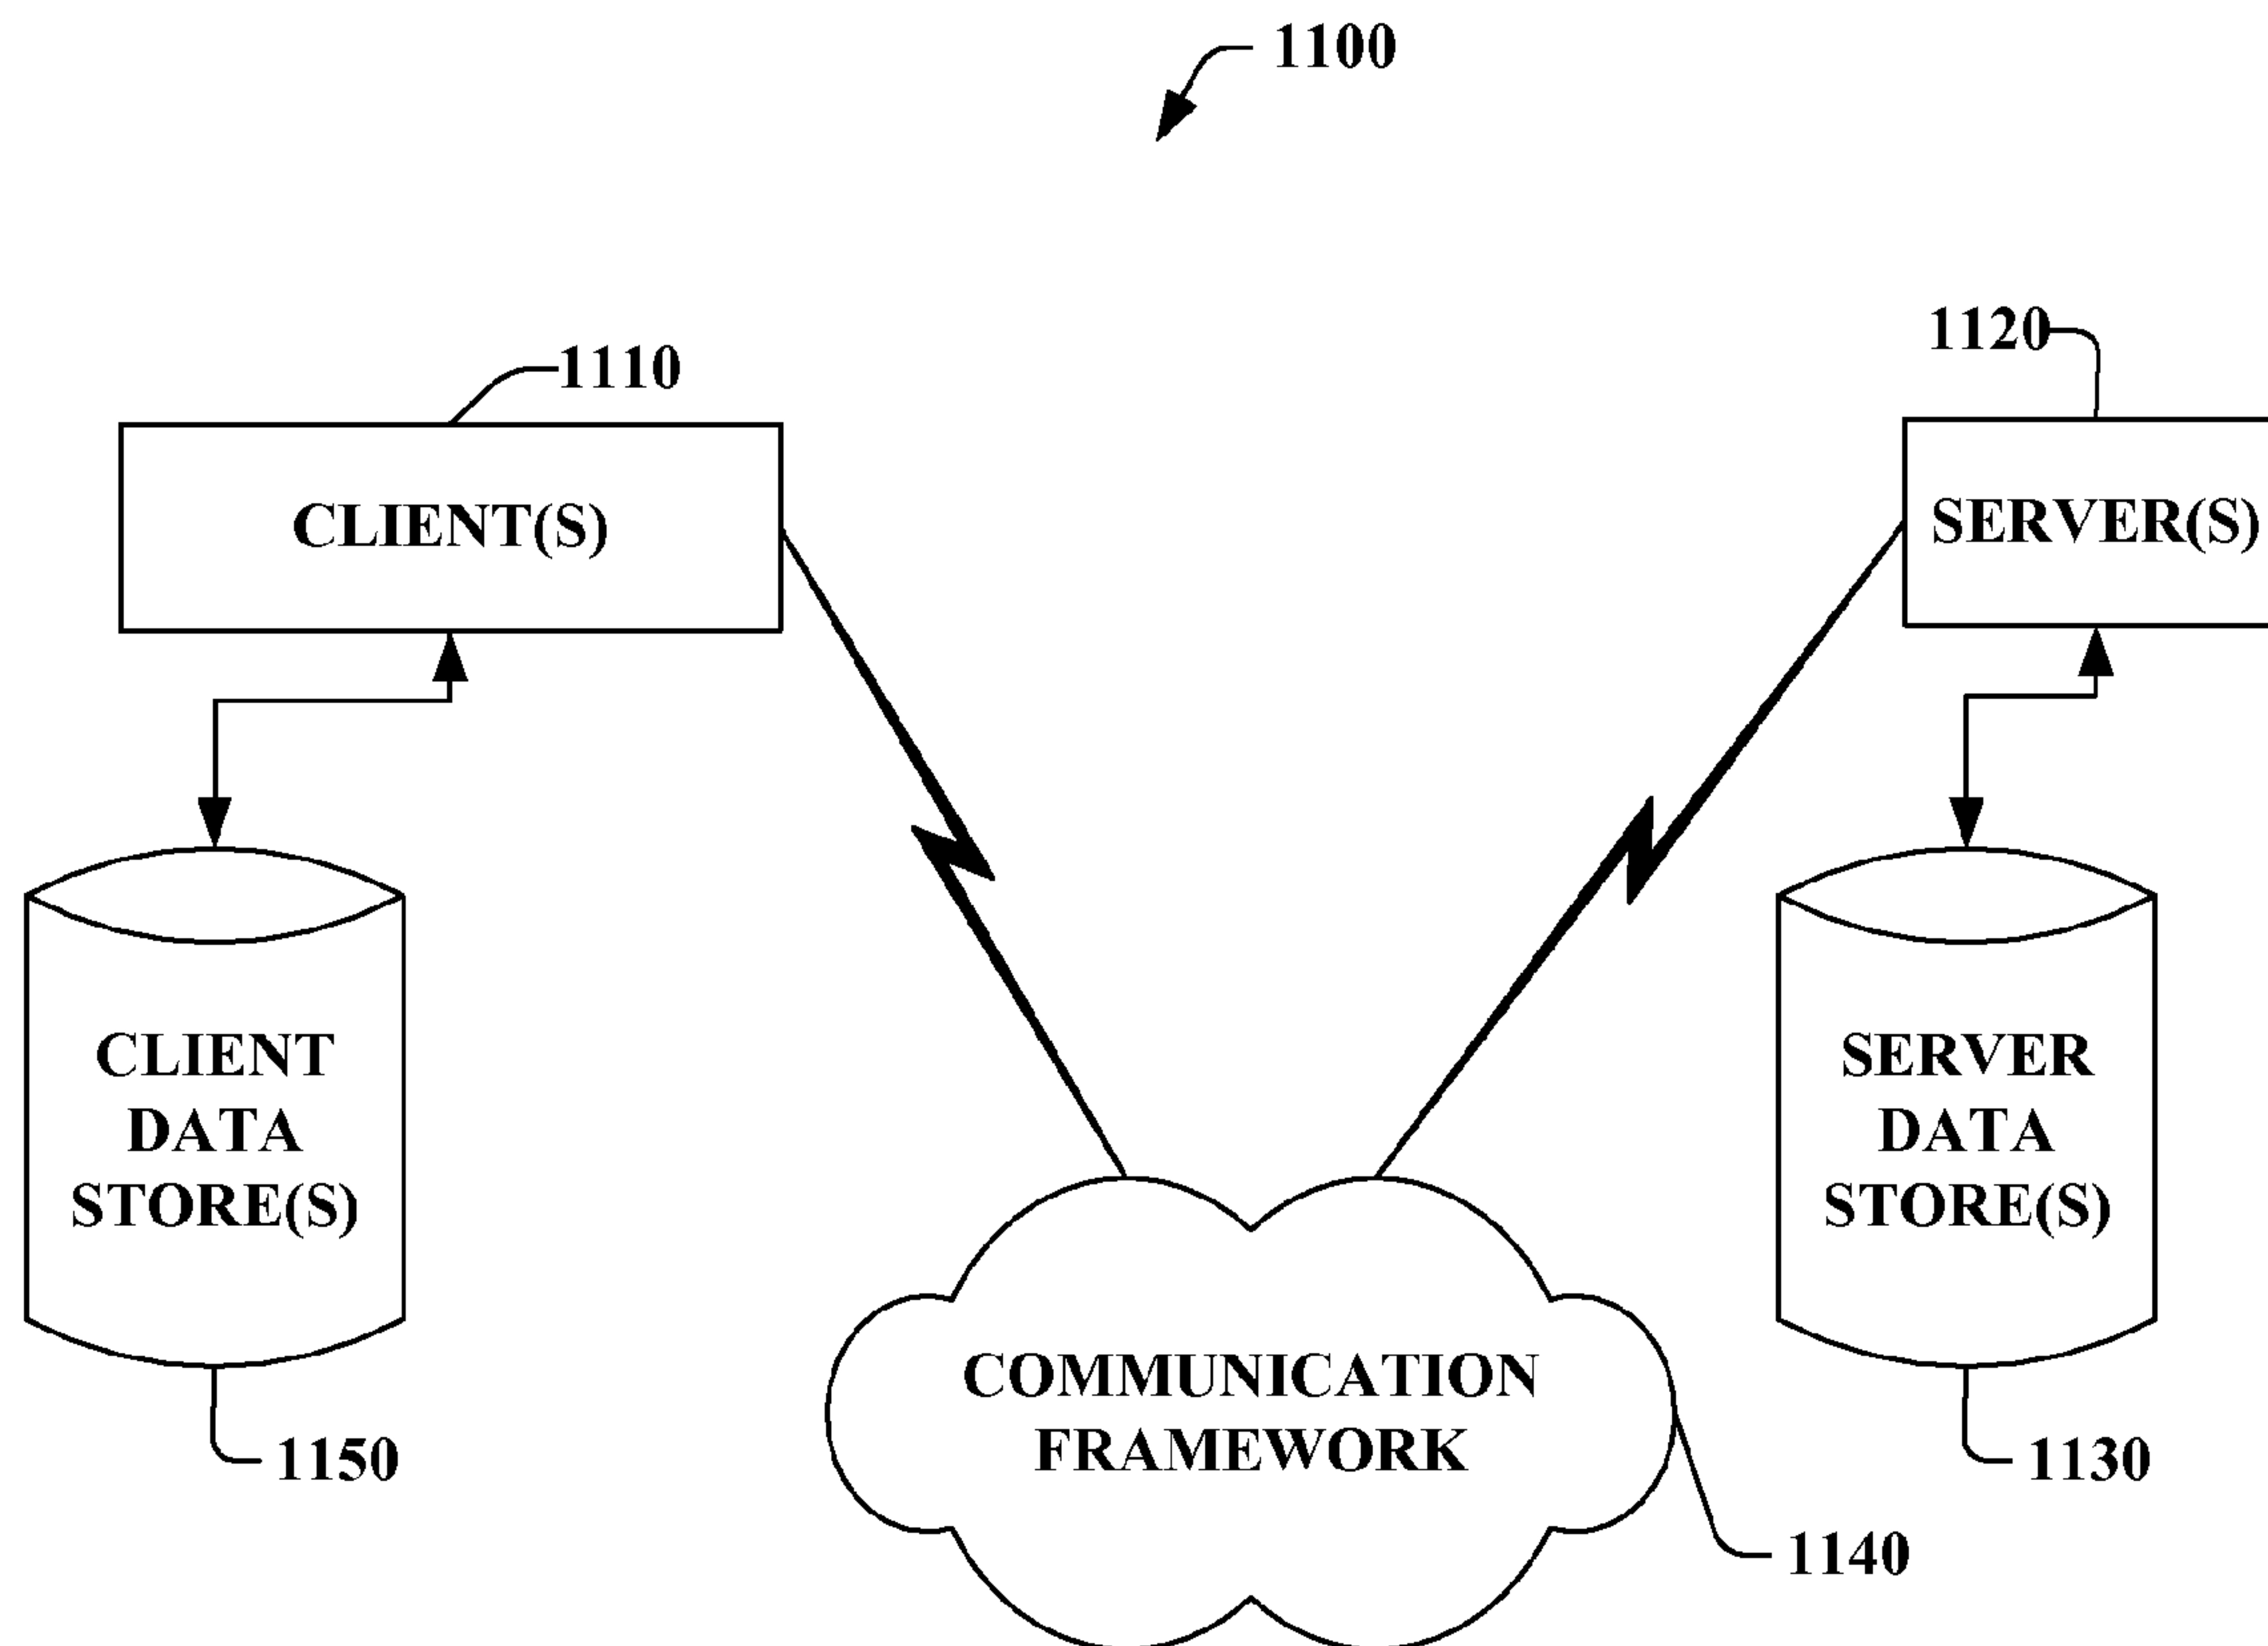 1100
1110
1120
CLIENT(S)
SERVER(S)
CLIENT
DATA
STORE(S)
SERVER
DATA
STORE(S)
COMMUNICATION
FRAMEWORK
1150
1130
1140